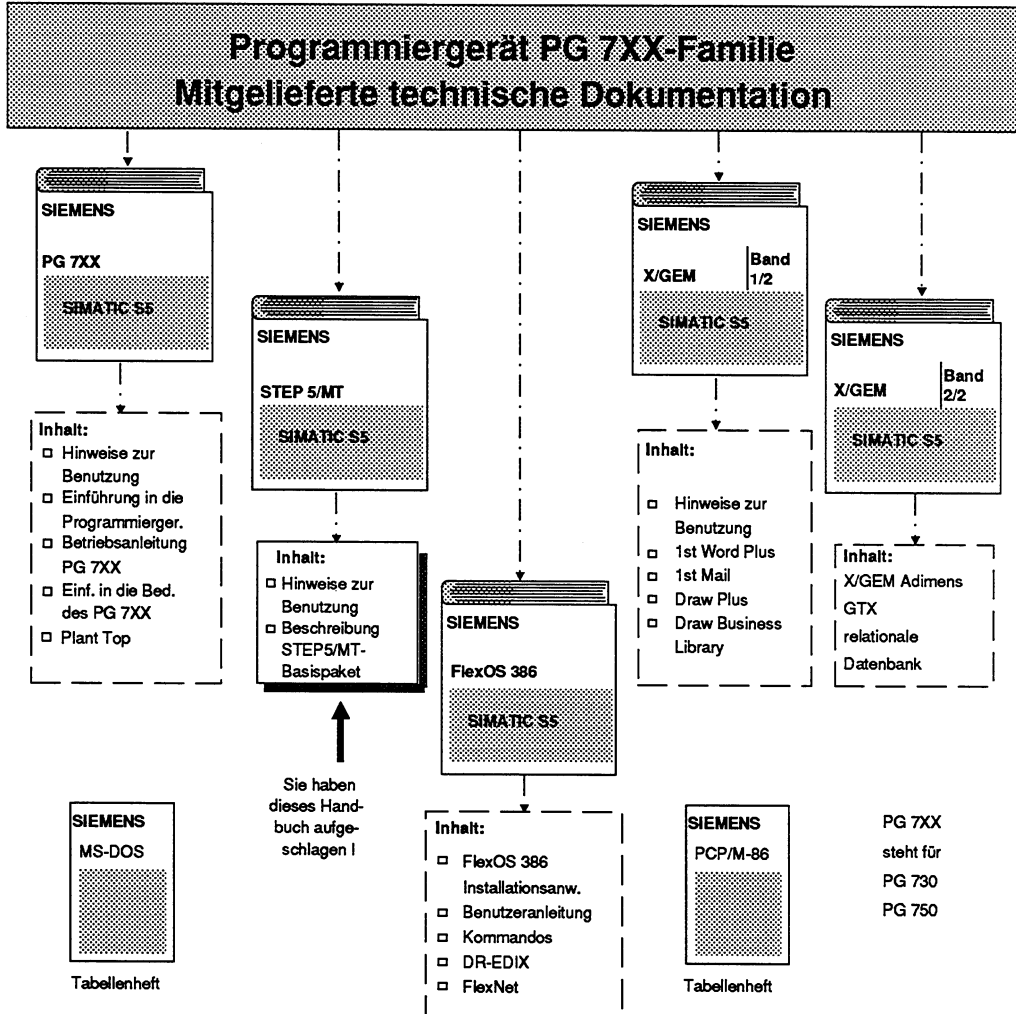 Programmiergerät PG 7XX-Familie
Mitgelieferte technische Dokumentation
SIEMENS
PG 7XX
SIMATIC S5
Inhalt:
Hinweise zur
Benutzung
Einführung in die
Programmierger.
Betriebsanleitung
PG 7XX
Einf. in die Bed.
des PG 7XX
Plant Top
SIEMENS
STEP 5/MT
SIMATIC S5
Inhalt:
Hinweise zur
Benutzung
Beschreibung
STEP5/MT-
Basispaket
Sie haben
dieses Hand-
buch aufge-
schlagen !
SIEMENS
FlexOS 386
SIMATIC S5
Inhalt:
FlexOS 386
Installationsanw.
Benutzeranleitung
Kommandos
DR-EDIX
FlexNet
SIEMENS
X/GEM
Band
1/2
SIMATIC S5
Inhalt:
Hinweise zur
Benutzung
1st Word Plus
1st Mail
Draw Plus
Draw Business
Library
SIEMENS
X/GEM
Band
2/2
SIMATIC S5
Inhalt:
X/GEM Adimens
GTX
relationale
Datenbank
SIEMENS
MS-DOS
Tabellenheft
SIEMENS
PCP/M-86
Tabellenheft
PG 7XX
steht für
PG 730
PG 750